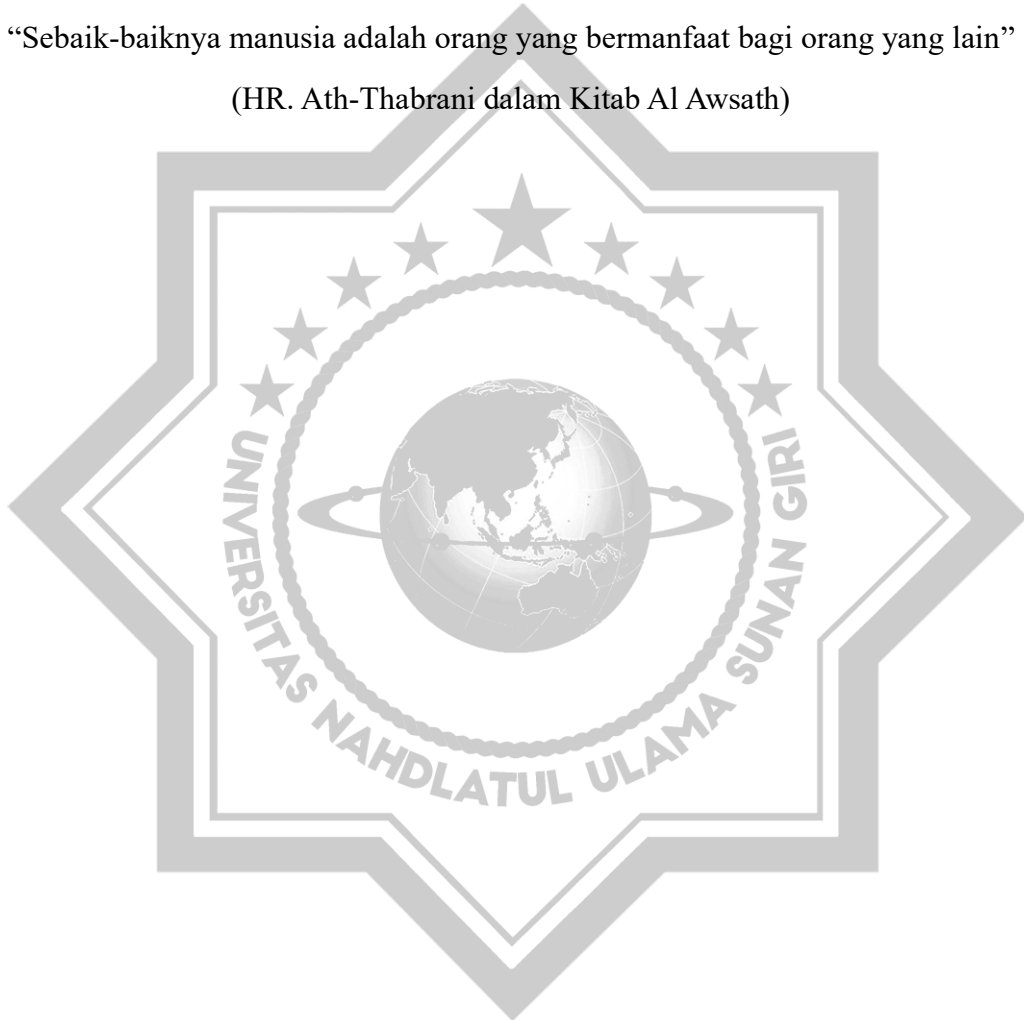 “Sebaik-baiknya manusia adalah orang yang bermanfaat bagi orang yang lain”
(HR. Ath-Thabrani dalam Kitab Al Awsath)
UNIVERSITAS NAHDLATUL ULAMA SUNAN GIRI